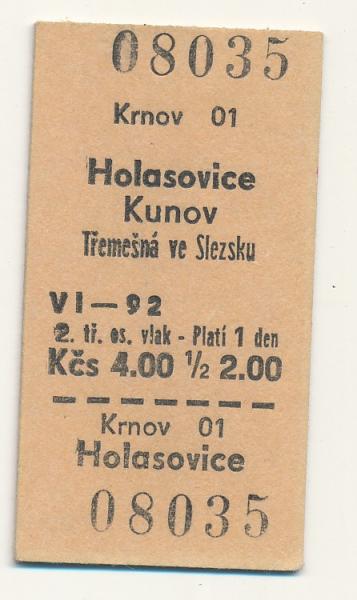 08035
Krnov 01
Holasovice
Kunov
Třemešná ve Slezsku
VI—92
2. tř. os. vlak - Platí 1 den
Kčs 4.00 ½ 2.00
Krnov 01
Holasovice
08035